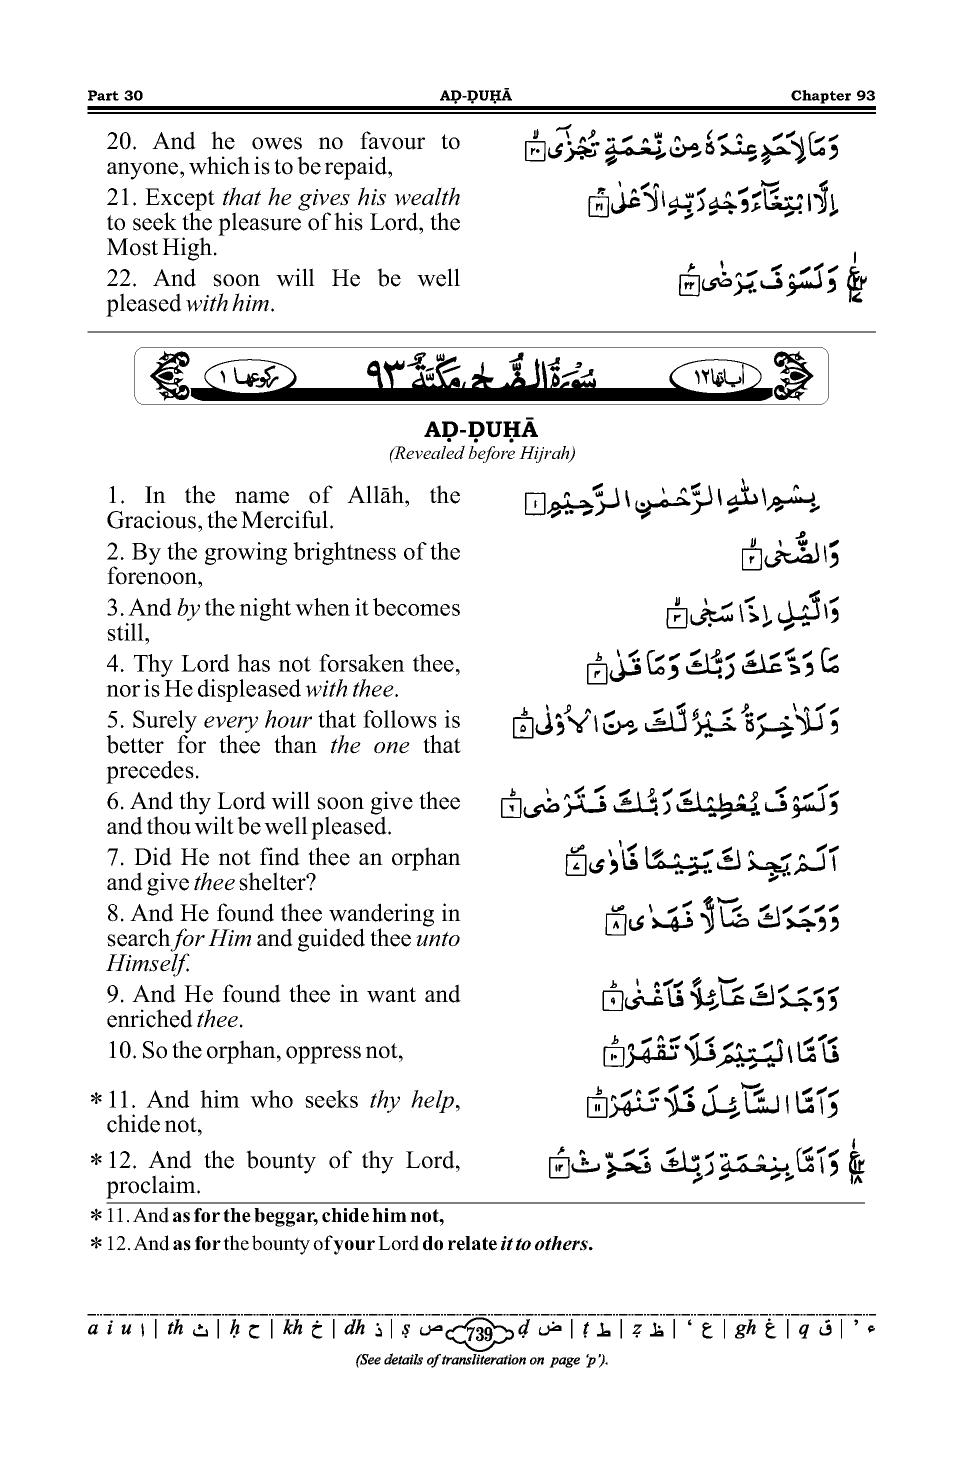 Part 30 AḌ-ḌUḤĀ Chapter 93
20. And he owes no favour to وَمَا لِاَحَدٍ عِنْدَهٗ مِنْ نِّعْمَةٍ تُجْزٰۤىۙ۝۲۰
anyone, which is to be repaid,
21. Except that he gives his wealth اِلَّا ابْتِغَآءَ وَجْهِ رَبِّهِ الْاَعْلٰىۚ۝۲۱
to seek the pleasure of his Lord, the
Most High.
22. And soon will He be well وَلَسَوْفَ يَرْضٰى۝۲۲
pleased with him.
اٰياتها ۱۲ سُوْرَةُ الضُّحٰى مَكِّيَّةٌ ۹۳ ركوعها ۱
AḌ-ḌUḤĀ
(Revealed before Hijrah)
1. In the name of Allāh, the بِسْمِ اللّٰهِ الرَّحْمٰنِ الرَّحِيْمِ۝۱
Gracious, the Merciful.
2. By the growing brightness of the وَالضُّحٰىۙ۝۲
forenoon,
3. And by the night when it becomes وَالَّيْلِ اِذَا سَجٰىۙ۝۳
still,
4. Thy Lord has not forsaken thee, مَا وَدَّعَكَ رَبُّكَ وَمَا قَلٰىؕ۝۴
nor is He displeased with thee.
5. Surely every hour that follows is وَلَلْاٰخِرَةُ خَيْرٌ لَّكَ مِنَ الْاُوْلٰىؕ۝۵
better for thee than the one that
precedes.
6. And thy Lord will soon give thee وَلَسَوْفَ يُعْطِيْكَ رَبُّكَ فَتَرْضٰىؕ۝۶
and thou wilt be well pleased.
7. Did He not find thee an orphan اَلَمْ يَجِدْكَ يَتِيْمًا فَاٰوٰى۪۝۷
and give thee shelter?
8. And He found thee wandering in وَوَجَدَكَ ضَآلًّا فَهَدٰى۪۝۸
search for Him and guided thee unto
Himself.
9. And He found thee in want and وَوَجَدَكَ عَآئِلًا فَاَغْنٰىؕ۝۹
enriched thee.
10. So the orphan, oppress not, فَاَمَّا الْيَتِيْمَ فَلَا تَقْهَرْؕ۝۱۰
*11. And him who seeks thy help, وَاَمَّا السَّآئِلَ فَلَا تَنْهَرْؕ۝۱۱
chide not,
*12. And the bounty of thy Lord, وَاَمَّا بِنِعْمَةِ رَبِّكَ فَحَدِّثْ۝۱۲
proclaim.
*11. And as for the beggar, chide him not,
*12. And as for the bounty of your Lord do relate it to others.
a i u ا | th ث | ḥ ح | kh خ | dh ذ | ṣ ص 739 ḍ ض | ṭ ط | ẓ ظ | ‘ ع | gh غ | q ق | ’ ء
(See details of transliteration on page ‘p’).